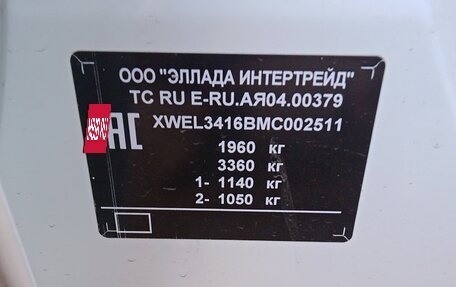 ООО "ЭЛЛАДА ИНТЕРТРЕЙД"
ТС RU E-RU.АЯ04.00379
XWEL3416BMC002511
1960 кг
3360 кг
1- 1140 кг
2- 1050 кг